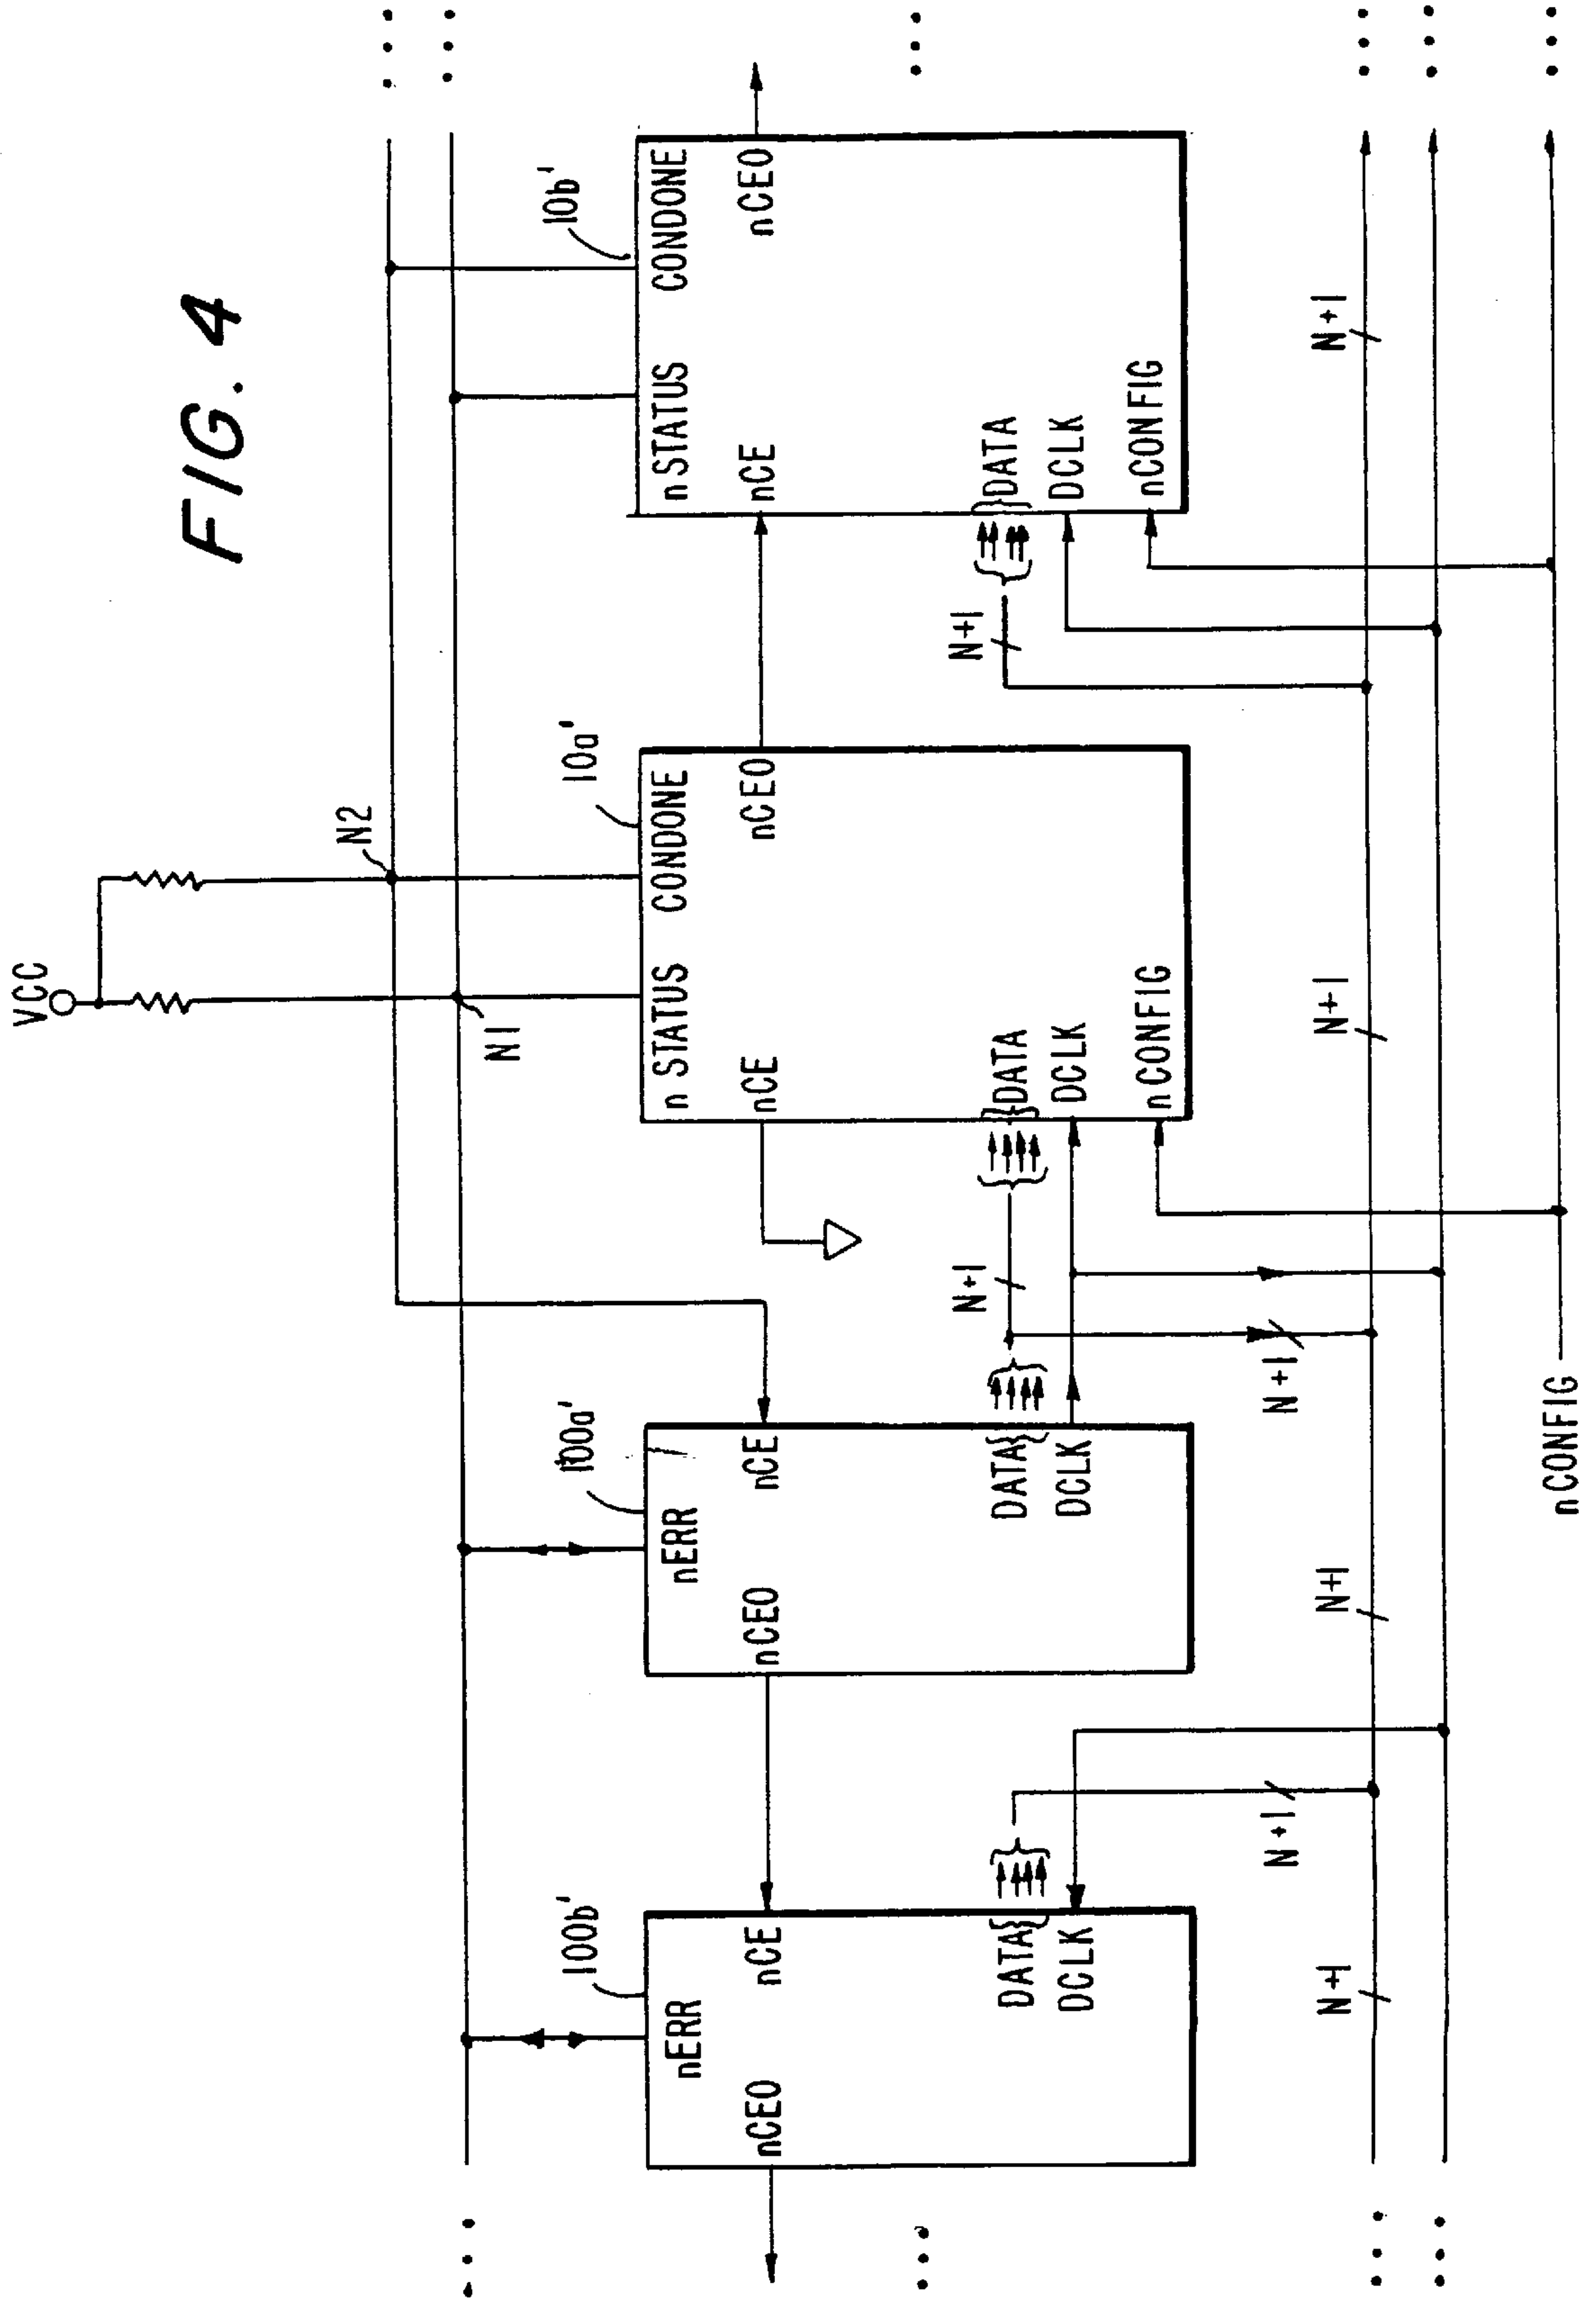 FIG. 4
VCC
N2
N1
100b'
100a'
10a'
10b'
nERR
nCEO
nCE
DATA
DCLK
nERR
nCEO
nCE
DATA
DCLK
n STATUS
CONDONE
nCE
nCEO
DATA
DCLK
n CONFIG
n STATUS
CONDONE
nCE
nCEO
DATA
DCLK
nCONFIG
N+1
N+1
N+1
N+1
N+1
N+1
N+1
N+1
nCONFIG